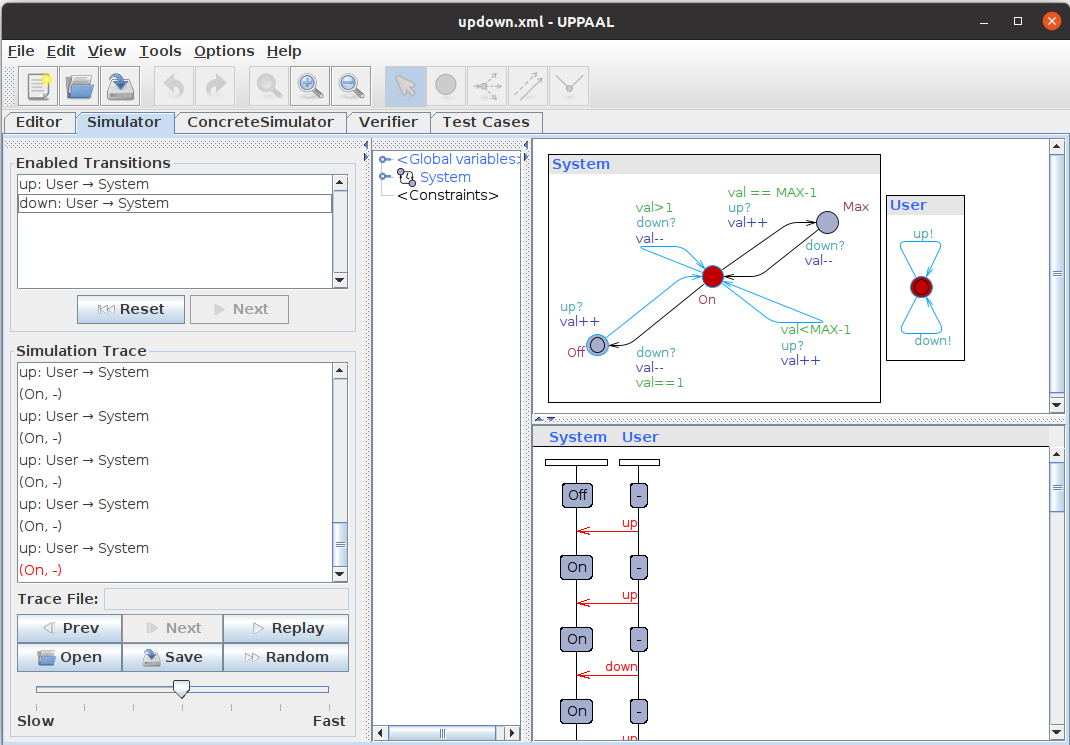 updown.xml - UPPAAL
File Edit View Tools Options Help
Editor Simulator ConcreteSimulator Verifier Test Cases
Enabled Transitions
up: User → System
down: User → System
Reset Next
Simulation Trace
up: User → System
(On, -)
up: User → System
(On, -)
up: User → System
(On, -)
up: User → System
(On, -)
up: User → System
(On, -)
Trace File:
Prev Next Replay
Open Save Random
Slow Fast
<Global variables>
System
<Constraints>
System
val == MAX-1
up?
val++
Max
val>1
down?
val--
down?
val--
On
up?
val++
Off
val<MAX-1
up?
val++
down?
val--
val==1
User
up!
down!
System User
Off -
up
On -
up
On -
down
On -
up